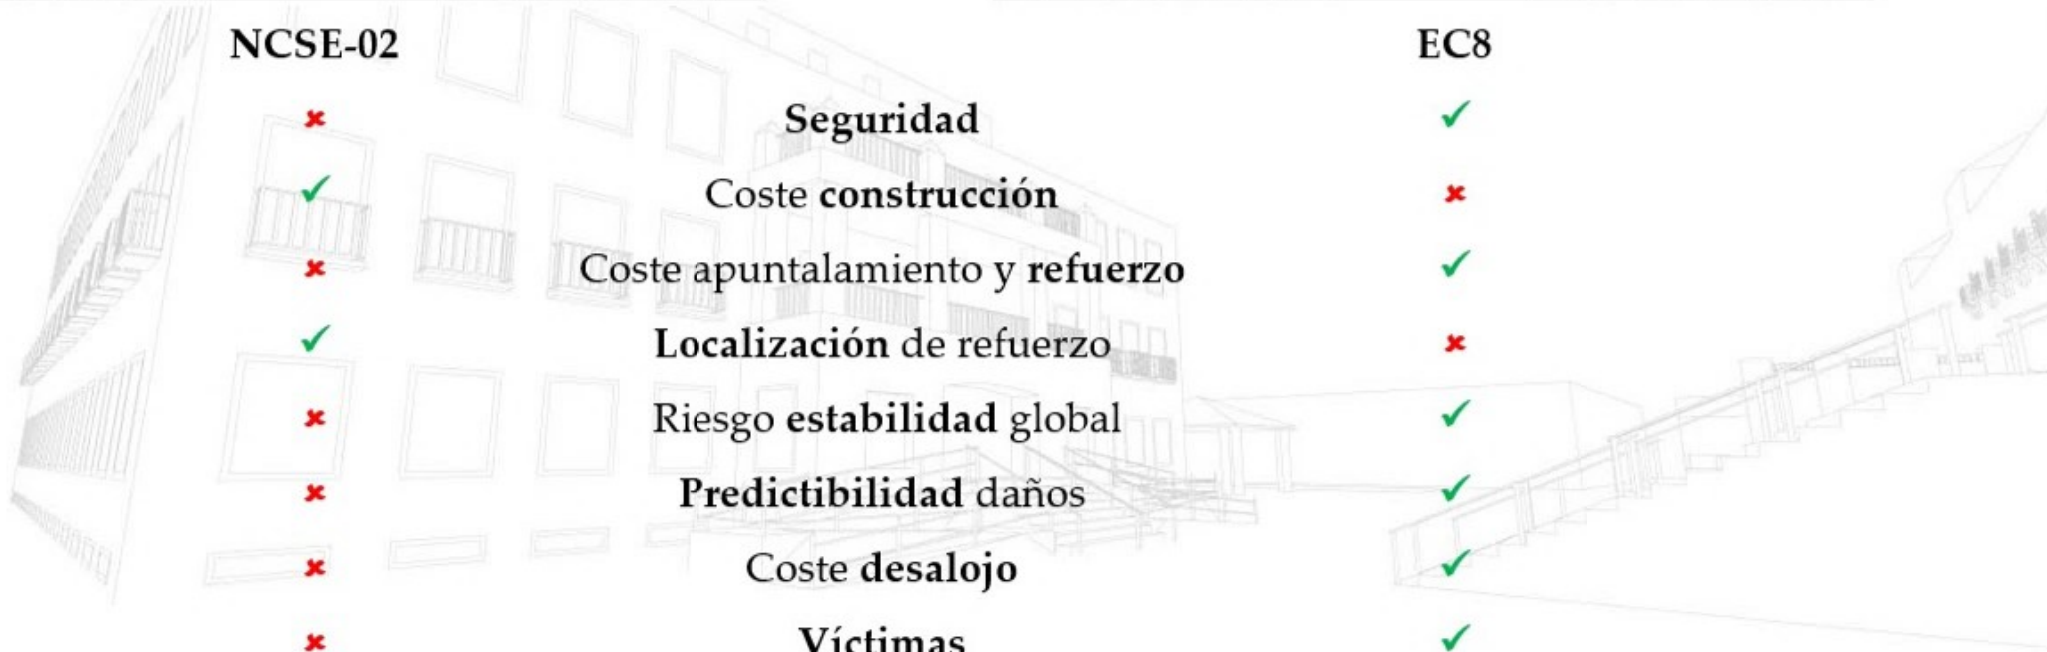 NCSE-02 EC8
✘ Seguridad ✓
✓ Coste construcción ✘
✘ Coste apuntalamiento y refuerzo ✓
✓ Localización de refuerzo ✘
✘ Riesgo estabilidad global ✓
✘ Predictibilidad daños ✓
✘ Coste desalojo ✓
✘ Víctimas ✓